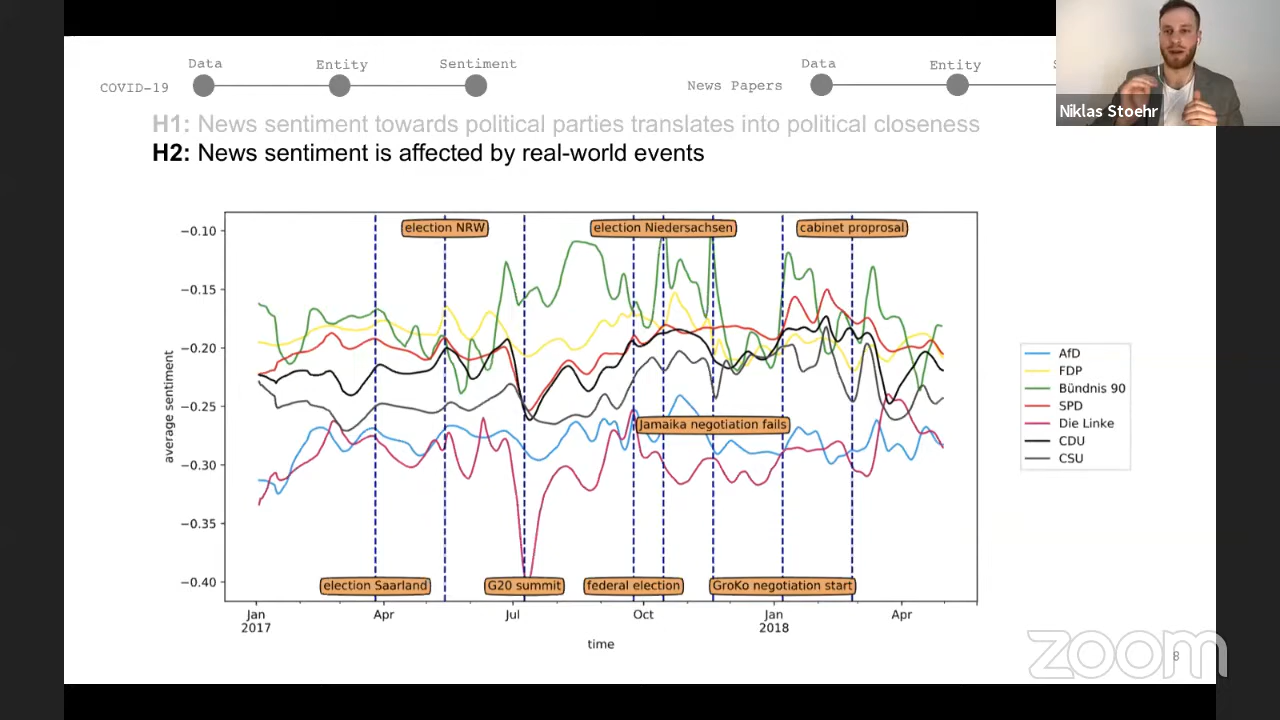 Data
Entity
Sentiment
Data
Entity
COVID-19
News Papers
Niklas Stoehr
H1: News sentiment towards political parties translates into political closeness
H2: News sentiment is affected by real-world events
election NRW
election Niedersachsen
cabinet proprosal
−0.10
−0.15
−0.20
−0.25
−0.30
−0.35
−0.40
average sentiment
Jamaika negotiation fails
election Saarland
G20 summit
federal election
GroKo negotiation start
Jan
2017
Apr
Jul
Oct
Jan
2018
Apr
time
AfD
FDP
Bündnis 90
SPD
Die Linke
CDU
CSU
zoom
8